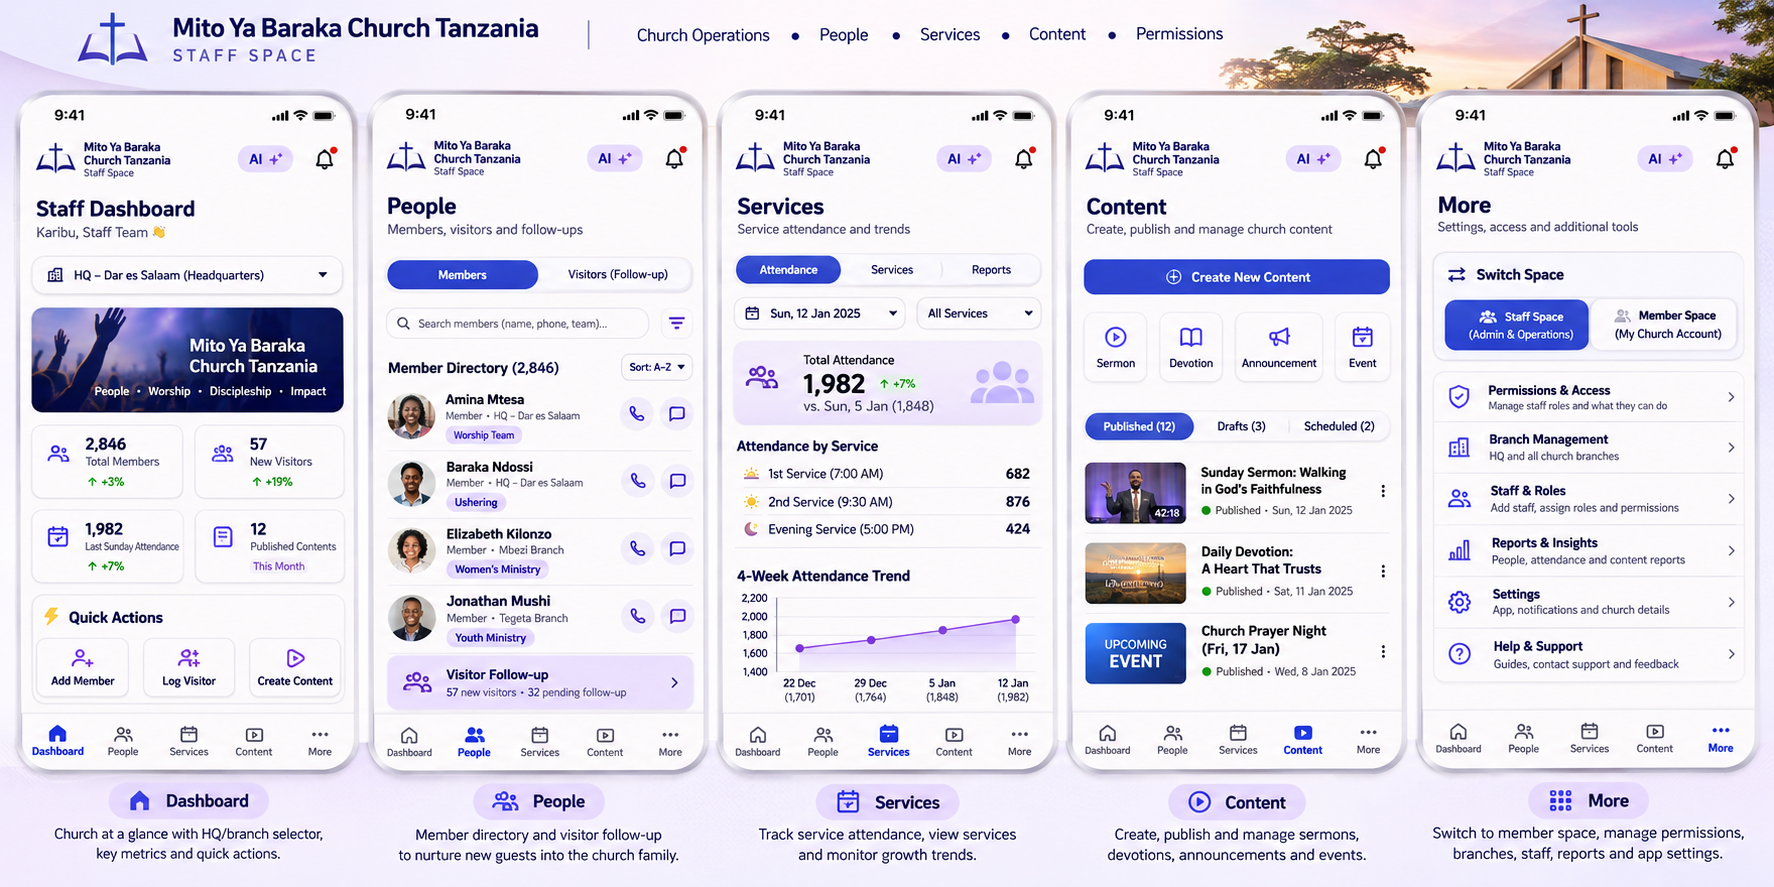 Mito Ya Baraka Church Tanzania
STAFF SPACE
Church Operations • People • Services • Content • Permissions
9:41
Mito Ya Baraka
Church Tanzania
Staff Space
AI
Staff Dashboard
Karibu, Staff Team 👋
HQ – Dar es Salaam (Headquarters)
Mito Ya Baraka
Church Tanzania
People • Worship • Discipleship • Impact
2,846
Total Members
↑ +3%
57
New Visitors
↑ +19%
1,982
Last Sunday Attendance
↑ +7%
12
Published Contents
This Month
Quick Actions
Add Member
Log Visitor
Create Content
Dashboard
People
Services
Content
More
9:41
Mito Ya Baraka
Church Tanzania
Staff Space
AI
People
Members, visitors and follow-ups
Members
Visitors (Follow-up)
Search members (name, phone, team)...
Member Directory (2,846)
Sort: A–Z
Amina Mtesa
Member • HQ – Dar es Salaam
Worship Team
Baraka Ndossi
Member • HQ – Dar es Salaam
Ushering
Elizabeth Kilonzo
Member • Mbezi Branch
Women's Ministry
Jonathan Mushi
Member • Tegeta Branch
Youth Ministry
Visitor Follow-up
57 new visitors • 32 pending follow-up
Dashboard
People
Services
Content
More
9:41
Mito Ya Baraka
Church Tanzania
Staff Space
AI
Services
Service attendance and trends
Attendance
Services
Reports
Sun, 12 Jan 2025
All Services
Total Attendance
1,982 ↑ +7%
vs. Sun, 5 Jan (1,848)
Attendance by Service
1st Service (7:00 AM) 682
2nd Service (9:30 AM) 876
Evening Service (5:00 PM) 424
4-Week Attendance Trend
2,200
2,000
1,800
1,600
1,400
22 Dec 29 Dec 5 Jan 12 Jan
(1,701) (1,764) (1,848) (1,982)
Dashboard
People
Services
Content
More
9:41
Mito Ya Baraka
Church Tanzania
Staff Space
AI
Content
Create, publish and manage church content
Create New Content
Sermon
Devotion
Announcement
Event
Published (12)
Drafts (3)
Scheduled (2)
42:18
Sunday Sermon: Walking
in God's Faithfulness
Published • Sun, 12 Jan 2025
Daily Devotion:
A Heart That Trusts
Published • Sat, 11 Jan 2025
UPCOMING
EVENT
Church Prayer Night
(Fri, 17 Jan)
Published • Wed, 8 Jan 2025
Dashboard
People
Services
Content
More
9:41
Mito Ya Baraka
Church Tanzania
Staff Space
AI
More
Settings, access and additional tools
Switch Space
Staff Space
(Admin & Operations)
Member Space
(My Church Account)
Permissions & Access
Manage staff roles and what they can do
Branch Management
HQ and all church branches
Staff & Roles
Add staff, assign roles and permissions
Reports & Insights
People, attendance and content reports
Settings
App, notifications and church details
Help & Support
Guides, contact support and feedback
Dashboard
People
Services
Content
More
Dashboard
Church at a glance with HQ/branch selector,
key metrics and quick actions.
People
Member directory and visitor follow-up
to nurture new guests into the church family.
Services
Track service attendance, view services
and monitor growth trends.
Content
Create, publish and manage sermons,
devotions, announcements and events.
More
Switch to member space, manage permissions,
branches, staff, reports and app settings.